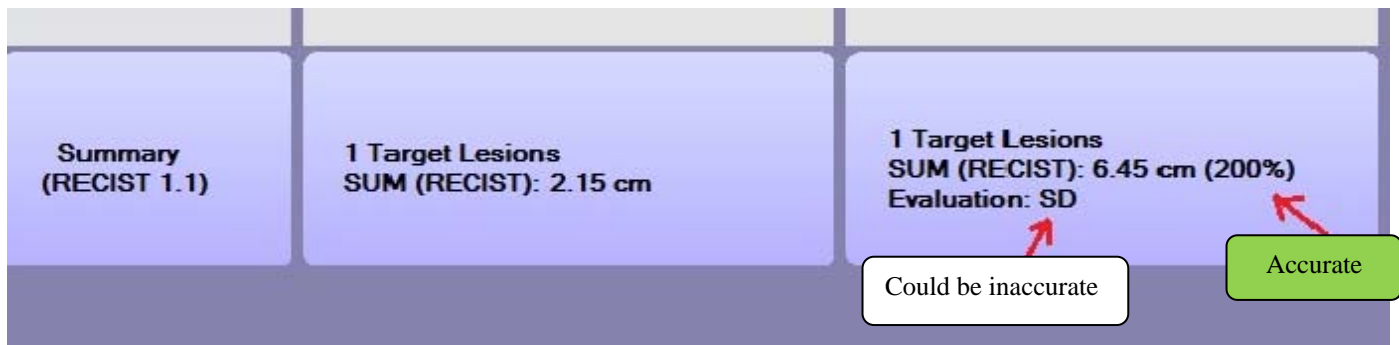 Summary
(RECIST 1.1)
1 Target Lesions
SUM (RECIST): 2.15 cm
1 Target Lesions
SUM (RECIST): 6.45 cm (200%)
Evaluation: SD
Could be inaccurate
Accurate